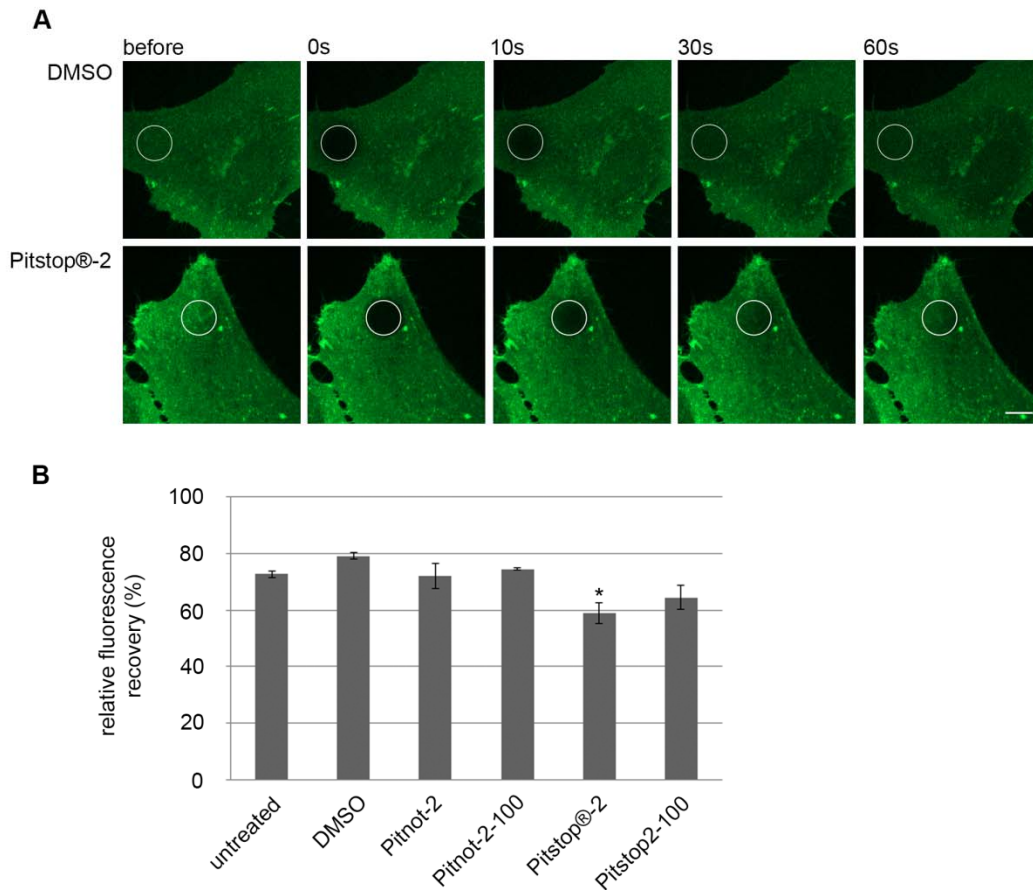 A
before 0s 10s 30s 60s
DMSO
Pitstop®-2
B
100
80
60
40
20
0
relative fluorescence
recovery (%)
*
untreated
DMSO
Pitnot-2
Pitnot-2-100
Pitstop®-2
Pitstop2-100